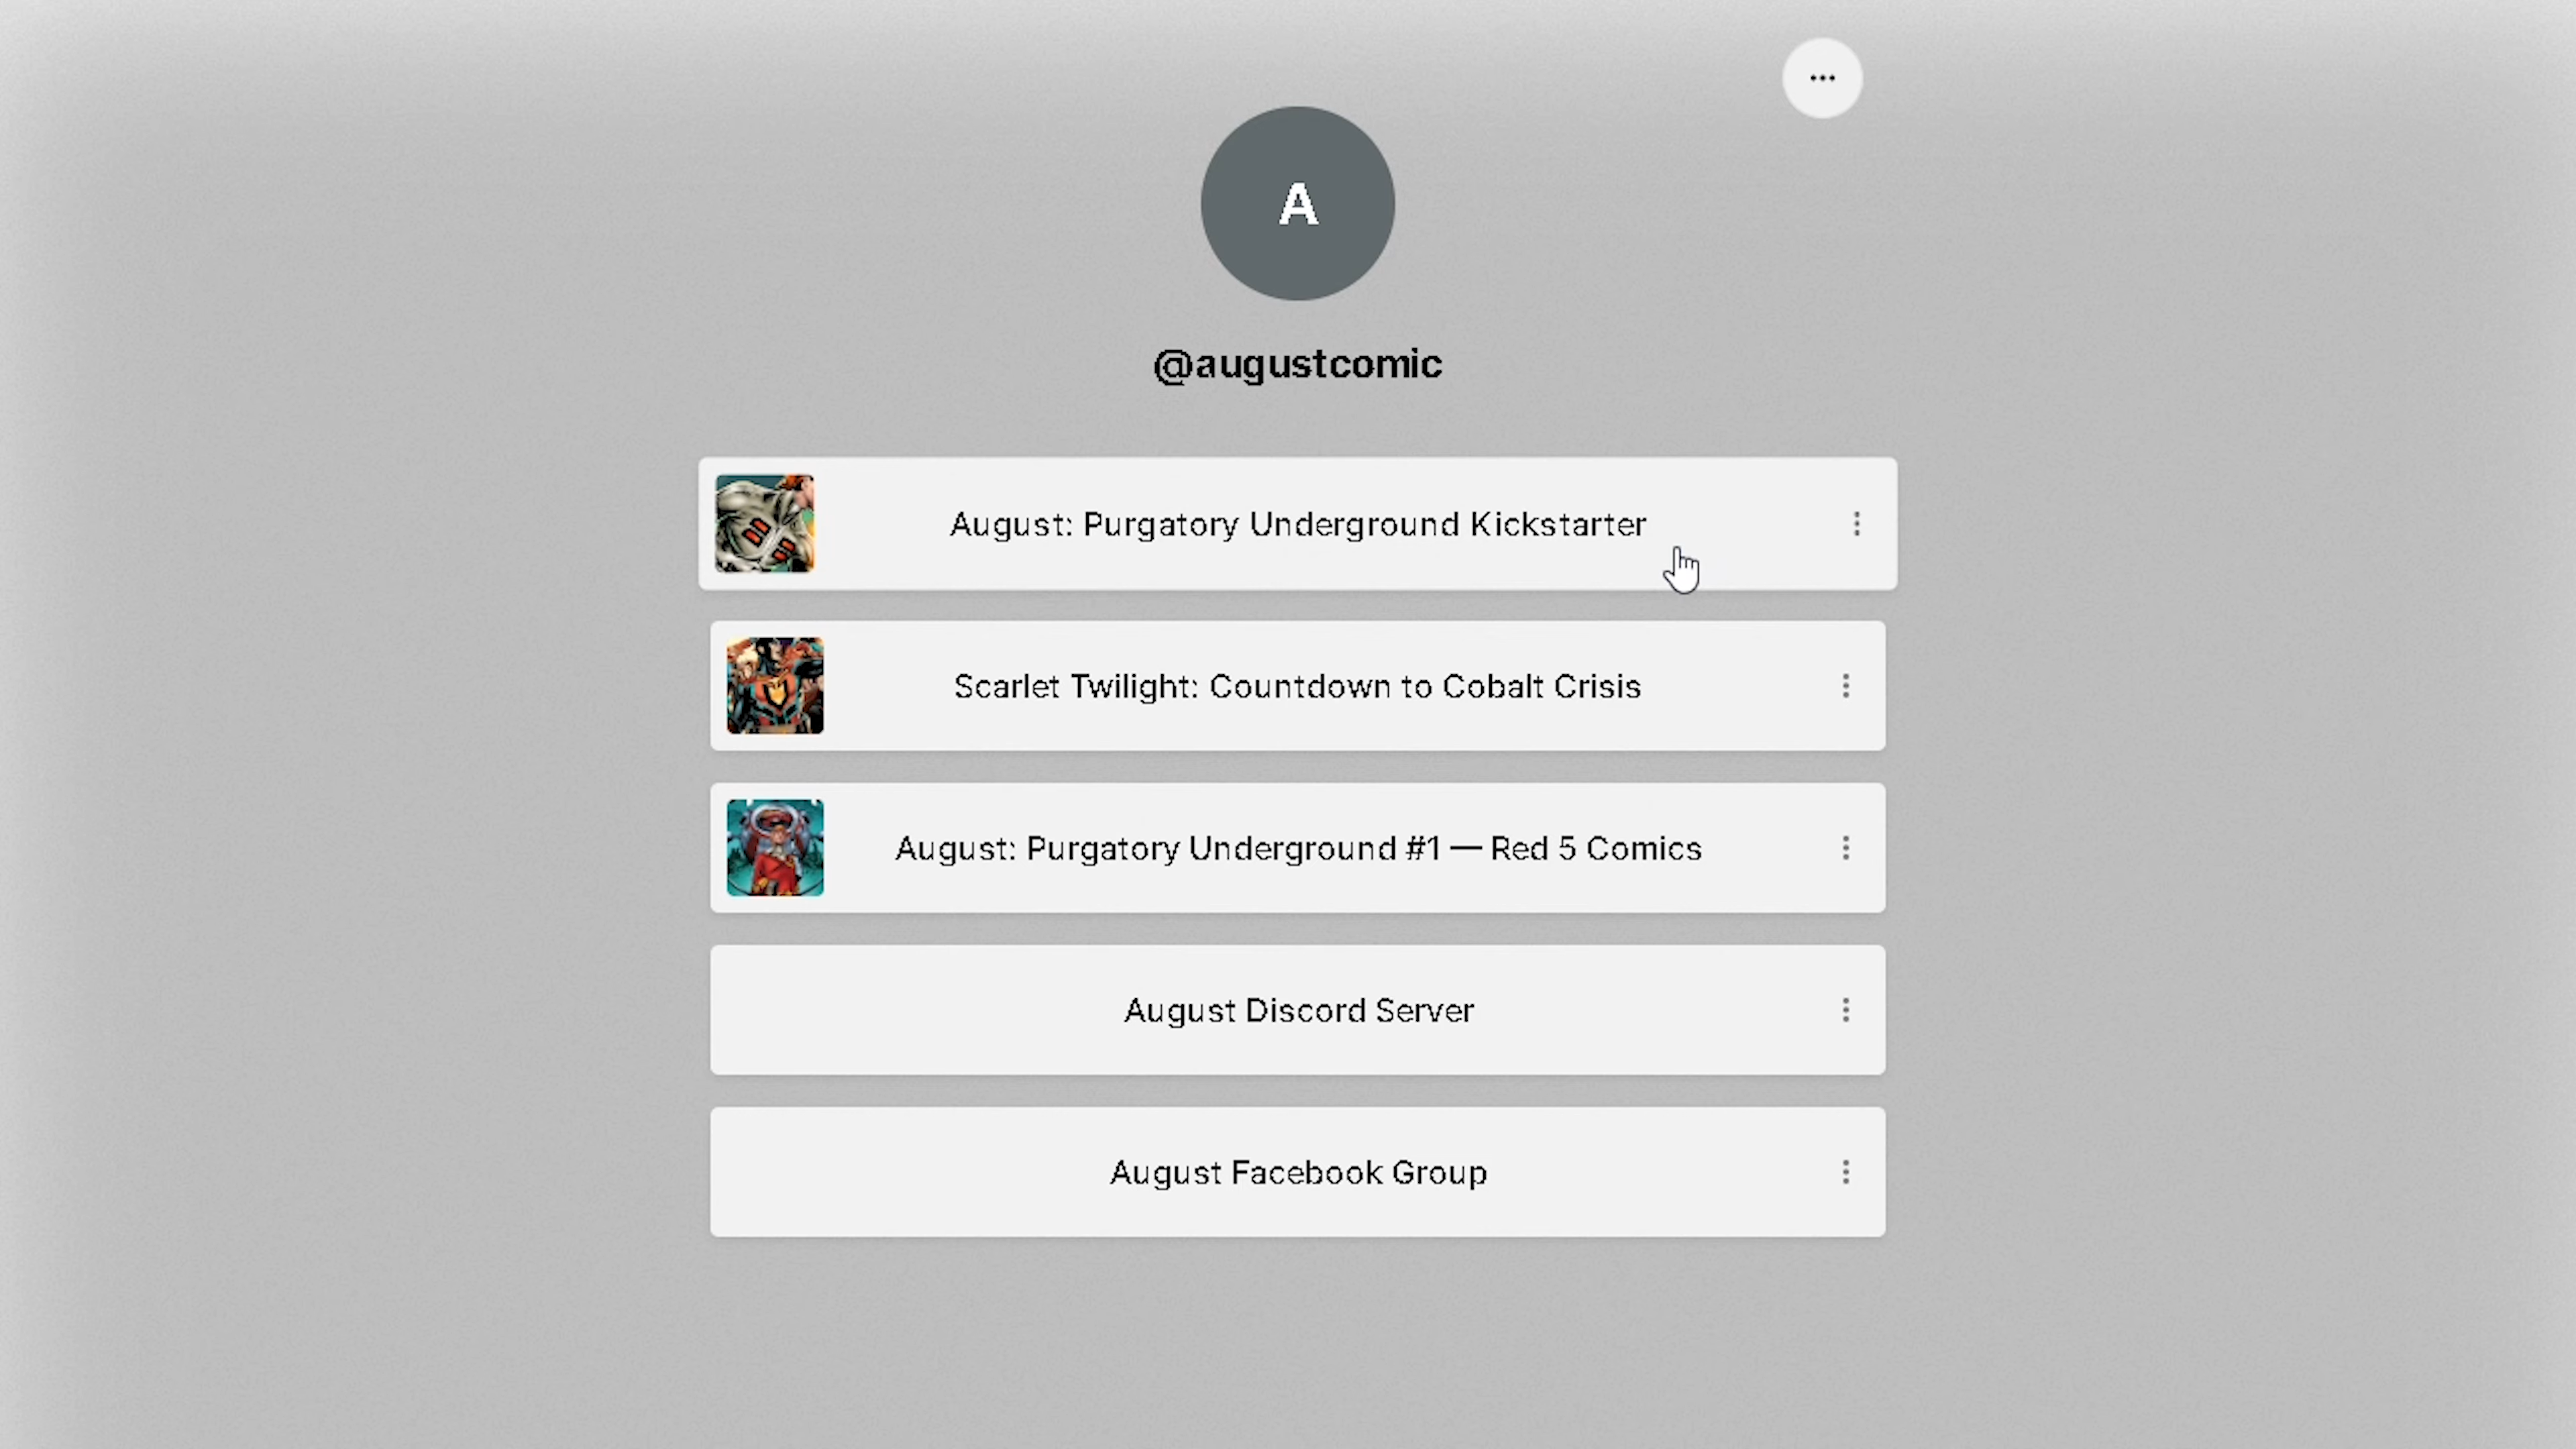 A
@augustcomic
August: Purgatory Underground Kickstarter
Scarlet Twilight: Countdown to Cobalt Crisis
August: Purgatory Underground #1 — Red 5 Comics
August Discord Server
August Facebook Group